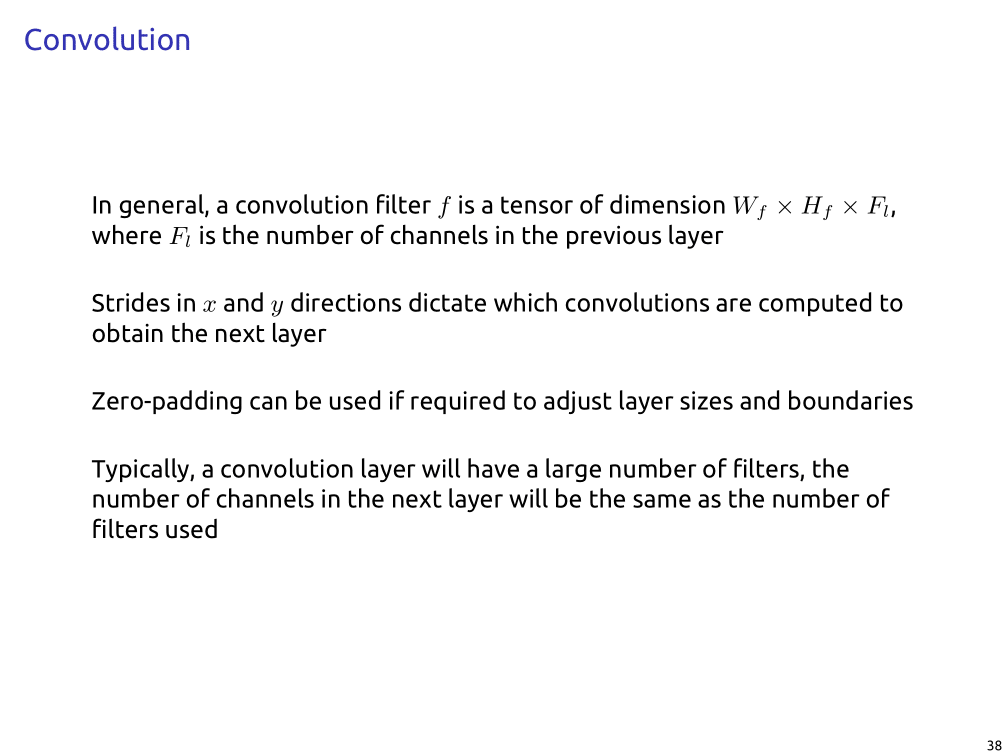 Convolution
In general, a convolution filter f is a tensor of dimension W_f × H_f × F_l,
where F_l is the number of channels in the previous layer
Strides in x and y directions dictate which convolutions are computed to
obtain the next layer
Zero-padding can be used if required to adjust layer sizes and boundaries
Typically, a convolution layer will have a large number of filters, the
number of channels in the next layer will be the same as the number of
filters used
38